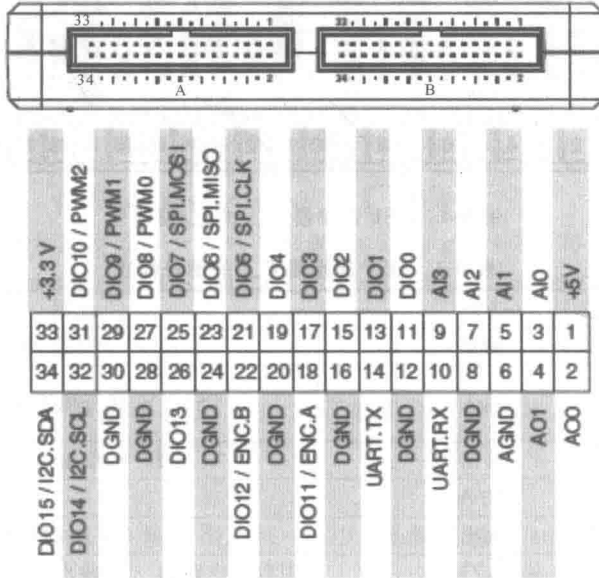 33 1 33 1
34 2 34 2
A B
+3.3 V
DIO10 / PWM2
DIO9 / PWM1
DIO8 / PWM0
DIO7 / SPI.MOSI
DIO6 / SPI.MISO
DIO5 / SPI.CLK
DIO4
DIO3
DIO2
DIO1
DIO0
AI3
AI2
AI1
AI0
+5V
33 31 29 27 25 23 21 19 17 15 13 11 9 7 5 3 1
34 32 30 28 26 24 22 20 18 16 14 12 10 8 6 4 2
DIO15 / I2C.SDA
DIO14 / I2C.SCL
DGND
DGND
DIO13
DGND
DIO12 / ENC.B
DGND
DIO11 / ENC.A
DGND
UART.TX
DGND
UART.RX
DGND
AGND
AO1
AO0